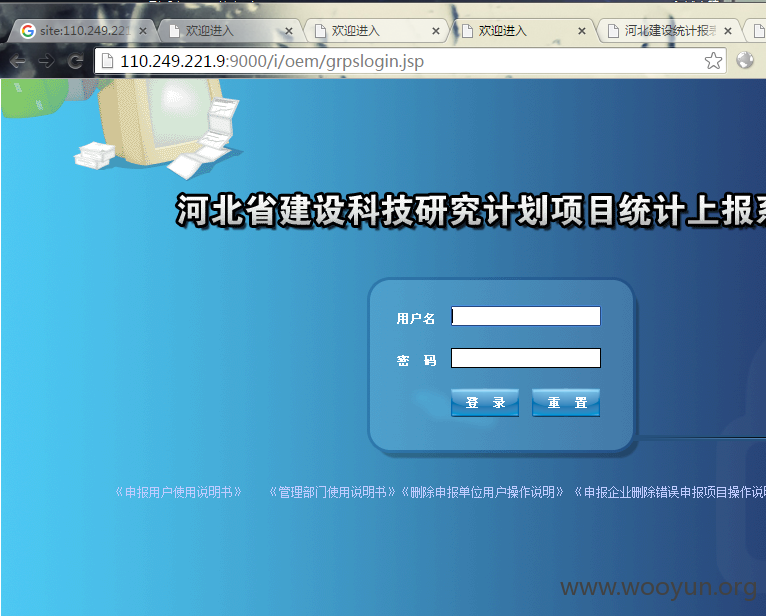 site:110.249.221
欢迎进入
欢迎进入
欢迎进入
河北建设统计报
110.249.221.9:9000/i/oem/grpslogin.jsp
河北省建设科技研究计划项目统计上报系
用户名
密 码
登 录
重 置
《申报用户使用说明书》 《管理部门使用说明书》 《删除申报单位用户操作说明》 《申报企业删除错误申报项目操作说明
www.wooyun.org